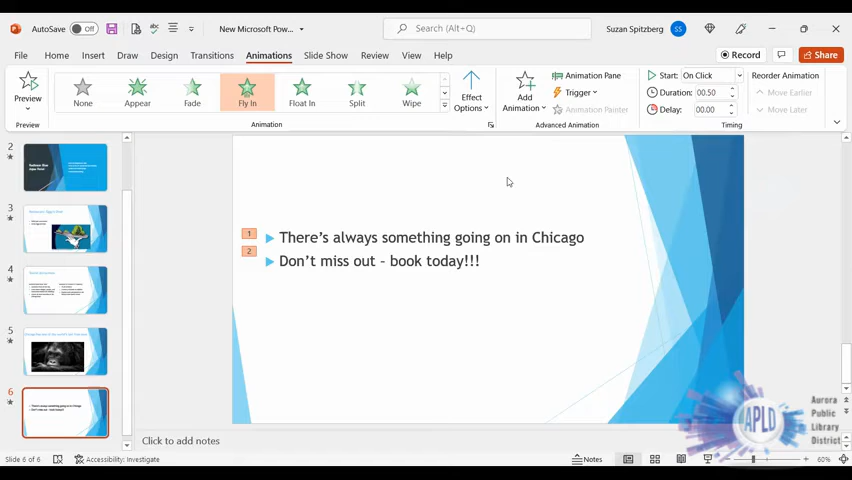 AutoSave Off New Microsoft Pow... Search (Alt+Q) Suzan Spitzberg SS
File Home Insert Draw Design Transitions Animations Slide Show Record Review View Help Record Share
Preview None Appear Fade Fly In Float In Split Wipe Effect Options Add Animation Animation Pane Trigger Animation Painter Start: On Click Duration: 00.50 Delay: 00.00 Reorder Animation Move Earlier Move Later
Preview Animation Advanced Animation Timing
2
3
4
5
6
1 There's always something going on in Chicago
2 Don't miss out – book today!!!
Click to add notes
Aurora
Public
Library
District
APLD
Slide 6 of 6 Accessibility: Investigate Notes 60%